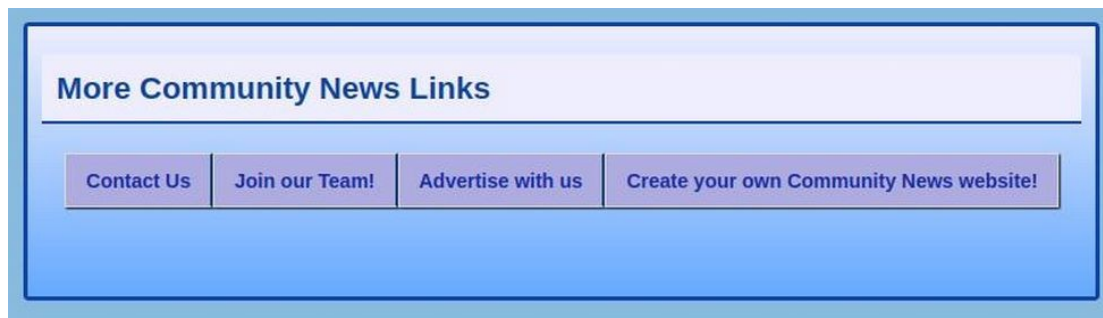 More Community News Links
Contact Us Join our Team! Advertise with us Create your own Community News website!